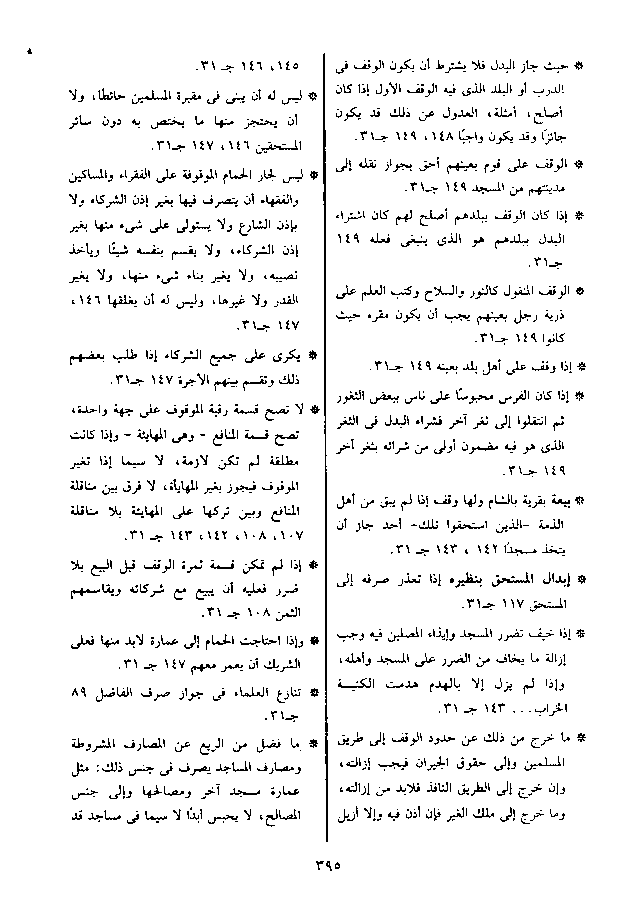 * حيث جاز البدل فلا يشترط أن يكون الوقف فى
الدرب أو البلد الذى فيه الوقف الأول إذا كان
أصلح، أمثلة، العدول عن ذلك قد يكون
جائزًا وقد يكون واجبًا ١٤٨، ١٤٩ جـ٣١.
* الوقف على قوم بعينهم أحق بجواز نقله إلى
مدينتهم من المسجد ١٤٩ جـ٣١.
* إذا كان الوقف ببلدهم أصلح لهم كان اشتراء
البدل ببلدهم هو الذى ينبغى فعله ١٤٩
جـ٣١.
* الوقف المنقول كالنور والسلاح وكتب العلم على
ذرية رجل بعينهم يجب أن يكون مقره حيث
كانوا ١٤٩ جـ٣١.
* إذا وقف على أهل بلد بعينه ١٤٩ جـ٣١.
* إذا كان الفرس محبوسًا على ناس ببعض الثغور
ثم انتقلوا إلى ثغر آخر فشراء البدل فى الثغر
الذى هو فيه مضمون أولى من شرائه بثغر آخر
١٤٩ جـ٣١.
* بيعة بقرية بالشام ولها وقف إذا لم يبق من أهل
الذمة -الذين استحقوا تلك- أحد جاز أن
يتخذ مسجدًا ١٤٢، ١٤٣ جـ ٣١.
* إبدال المستحق بنظيره إذا تعذر صرفه إلى
المستحق ١١٧ جـ٣١.
* إذا خيف تضرر المسجد وإيذاء المصلين فيه وجب
إزالة ما يخاف من الضرر على المسجد وأهله،
وإذا لم يزل إلا بالهدم هدمت الكنيسة
الخراب... ١٤٣ جـ ٣١.
* ما خرج من ذلك عن حدود الوقف إلى طريق
المسلمين وإلى حقوق الجيران فيجب إزالته،
وإن خرج إلى الطريق النافذ فلابد من إزالته،
وما خرج إلى ملك الغير فإن أذن فيه وإلا أزيل
١٤٥، ١٤٦ جـ ٣١.
* ليس له أن يبنى فى مقبرة المسلمين حائطًا، ولا
أن يحتجز منها ما يختص به دون سائر
المستحقين ١٤٦، ١٤٧ جـ٣١.
* ليس لجار الحمام الموقوفة على الفقراء والمساكين
والفقهاء أن يتصرف فيها بغير إذن الشركاء ولا
بإذن الشارع ولا يستولى على شىء منها بغير
إذن الشركاء، ولا يقسم بنفسه شيئًا ويأخذ
نصيبه، ولا يغير بناء شىء منها، ولا يغير
القدر ولا غيرها، وليس له أن يغلقها ١٤٦،
١٤٧ جـ٣١.
* يكرى على جميع الشركاء إذا طلب بعضهم
ذلك وتقسم بينهم الأجرة ١٤٧ جـ٣١.
* لا تصح قسمة رقبة الموقوف على جهة واحدة،
تصح قسمة المنافع - وهى المهايئة - وإذا كانت
مطلقة لم تكن لازمة، لا سيما إذا تغير
الموقوف فيجوز بغير المهايأة، لا فرق بين مناقلة
المنافع وبين تركها على المهايئة بلا مناقلة
١٠٧، ١٠٨، ١٤٢، ١٤٣ جـ ٣١.
* إذا لم تمكن قسمة ثمرة الوقف قبل البيع بلا
ضرر فعليه أن يبيع مع شركائه ويقاسمهم
الثمن ١٠٨ جـ ٣١.
* وإذا احتاجت الحمام إلى عمارة لابد منها فعلى
الشريك أن يعمر معهم ١٤٧ جـ ٣١.
* تنازع العلماء فى جواز صرف الفاضل ٨٩
جـ٣١.
* ما فضل من الريع عن المصارف المشروطة
ومصارف المساجد يصرف فى جنس ذلك: مثل
عمارة مسجد آخر ومصالحها وإلى جنس
المصالح، لا يحبس أبدًا لا سيما فى مساجد قد
٣٩٥